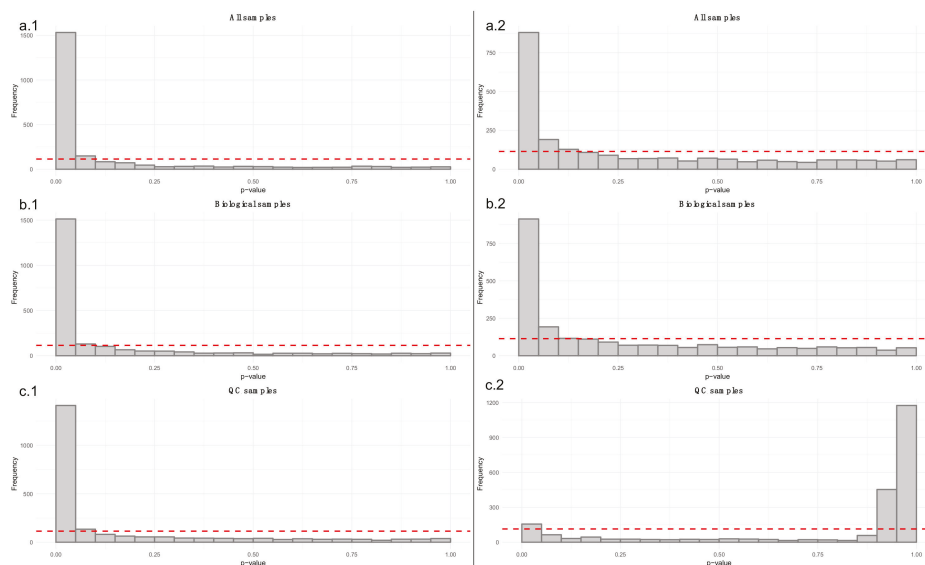 a.1
All samples
Frequency
1500
1000
500
0
0.00 0.25 0.50 0.75 1.00
p-value
b.1
Biological samples
Frequency
1500
1000
500
0
0.00 0.25 0.50 0.75 1.00
p-value
c.1
QC samples
Frequency
1000
500
0
0.00 0.25 0.50 0.75 1.00
p-value
a.2
All samples
Frequency
750
500
250
0
0.00 0.25 0.50 0.75 1.00
p-value
b.2
Biological samples
Frequency
750
500
250
0
0.00 0.25 0.50 0.75 1.00
p-value
c.2
QC samples
Frequency
1200
900
600
300
0
0.00 0.25 0.50 0.75 1.00
p-value